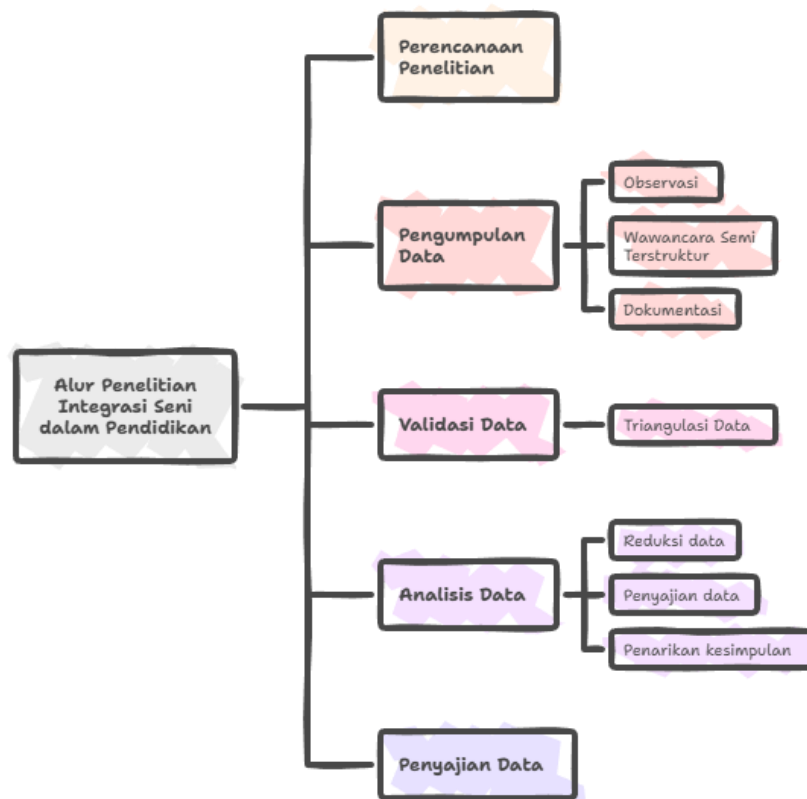 Perencanaan
Penelitian
Observasi
Pengumpulan
Data
Wawancara Semi
Terstruktur
Dokumentasi
Alur Penelitian
Integrasi Seni
dalam Pendidikan
Validasi Data
Triangulasi Data
Reduksi data
Analisis Data
Penyajian data
Penarikan kesimpulan
Penyajian Data